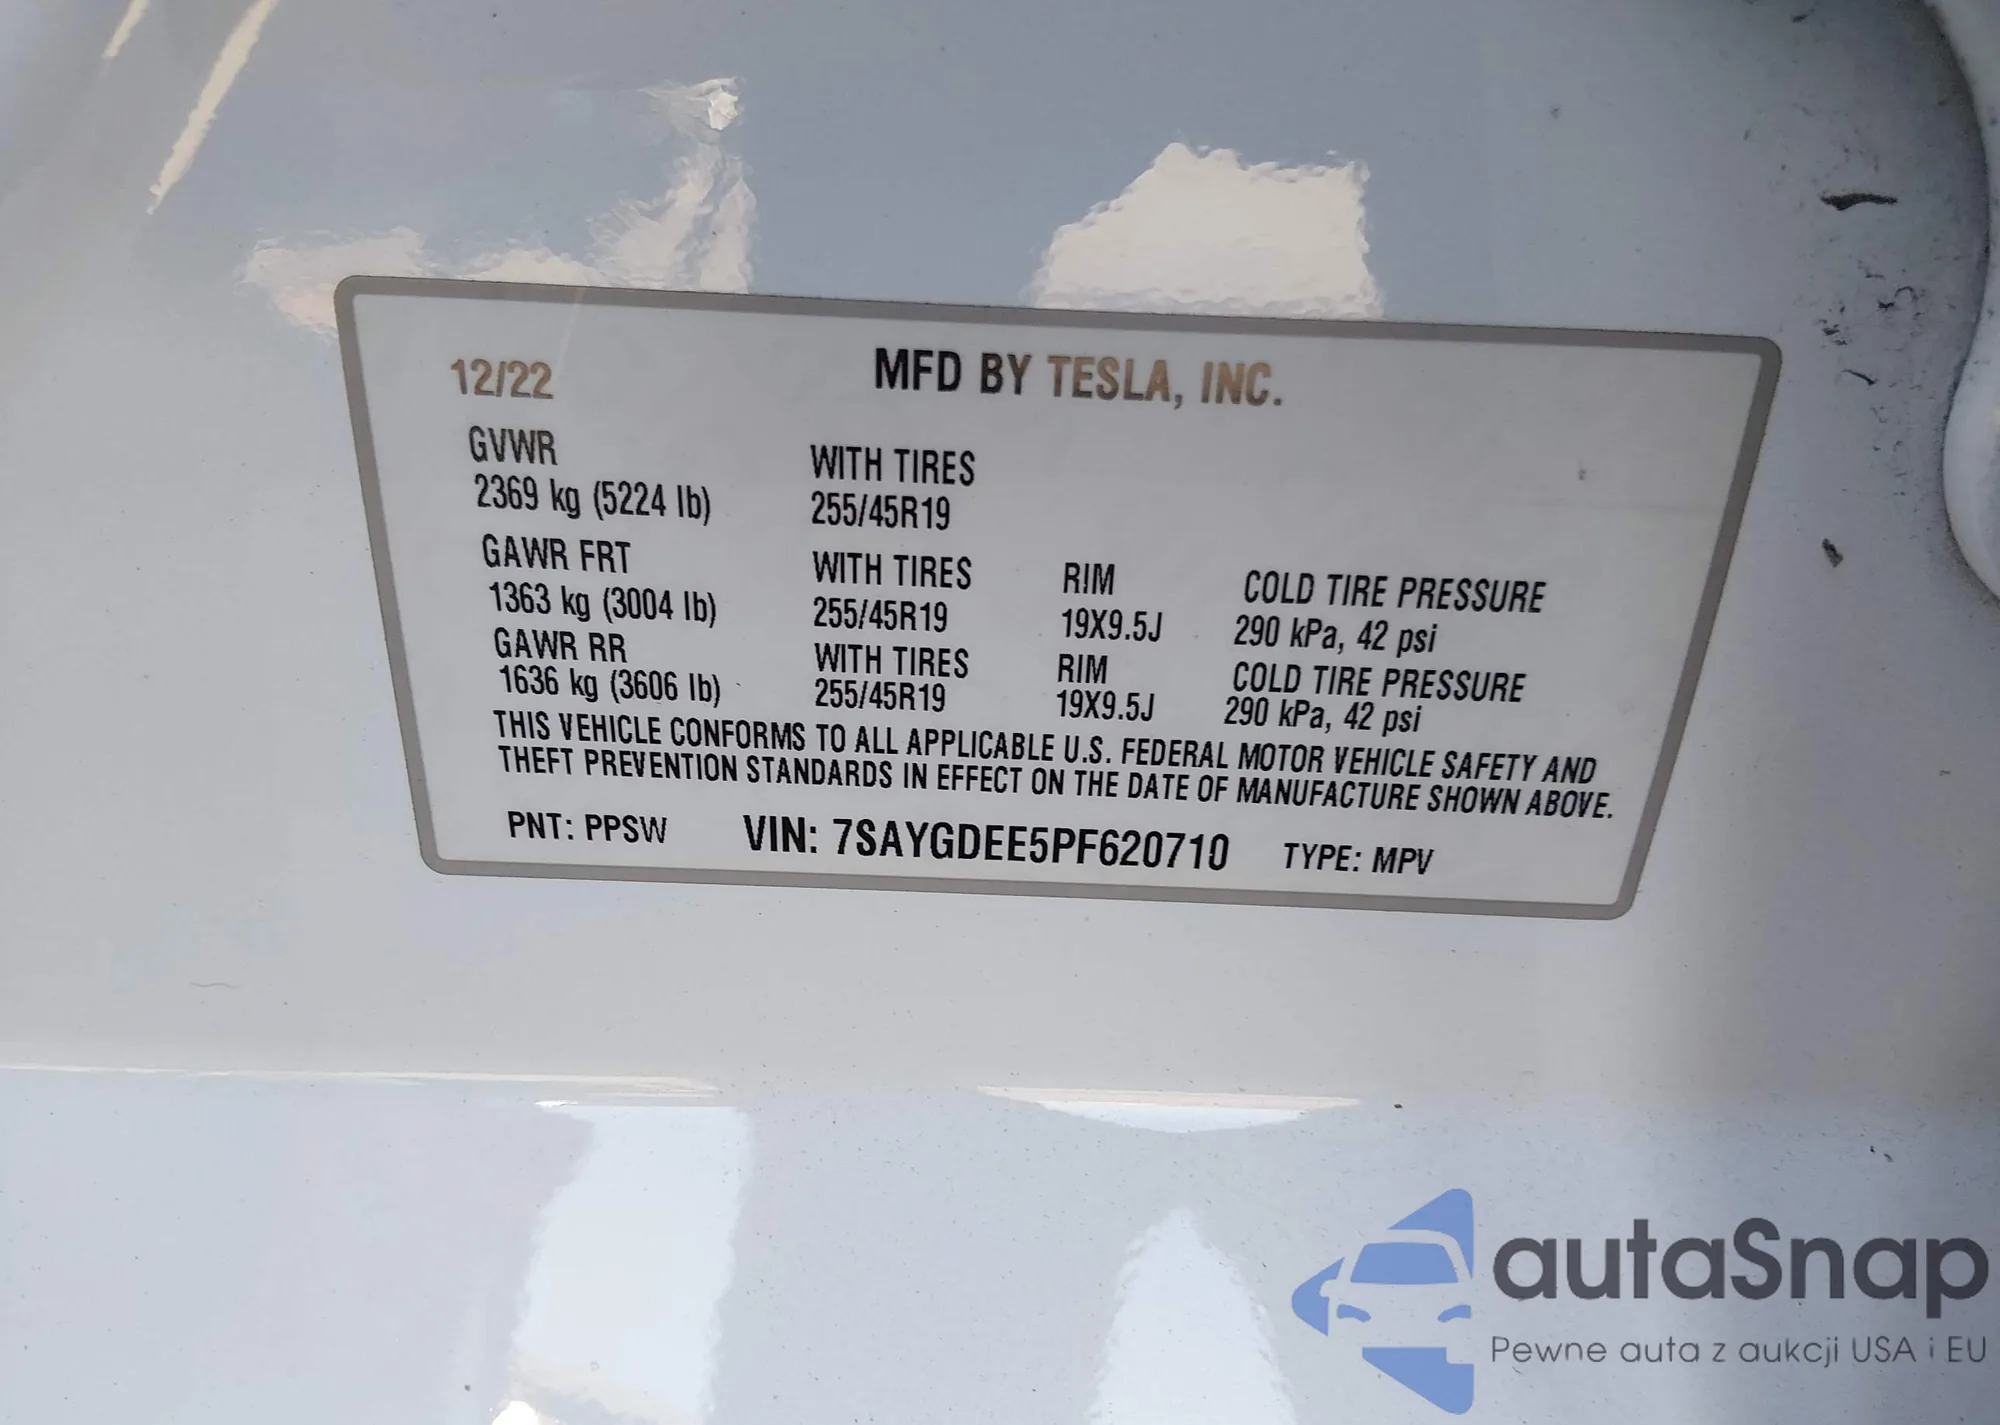 12/22 MFD BY TESLA, INC.
GVWR WITH TIRES
2369 kg (5224 lb) 255/45R19
GAWR FRT WITH TIRES RIM COLD TIRE PRESSURE
1363 kg (3004 lb) 255/45R19 19X9.5J 290 kPa, 42 psi
GAWR RR WITH TIRES RIM COLD TIRE PRESSURE
1636 kg (3606 lb) 255/45R19 19X9.5J 290 kPa, 42 psi
THIS VEHICLE CONFORMS TO ALL APPLICABLE U.S. FEDERAL MOTOR VEHICLE SAFETY AND
THEFT PREVENTION STANDARDS IN EFFECT ON THE DATE OF MANUFACTURE SHOWN ABOVE.
PNT: PPSW VIN: 7SAYGDEE5PF620710 TYPE: MPV
autaSnap
Pewne auta z aukcji USA i EU